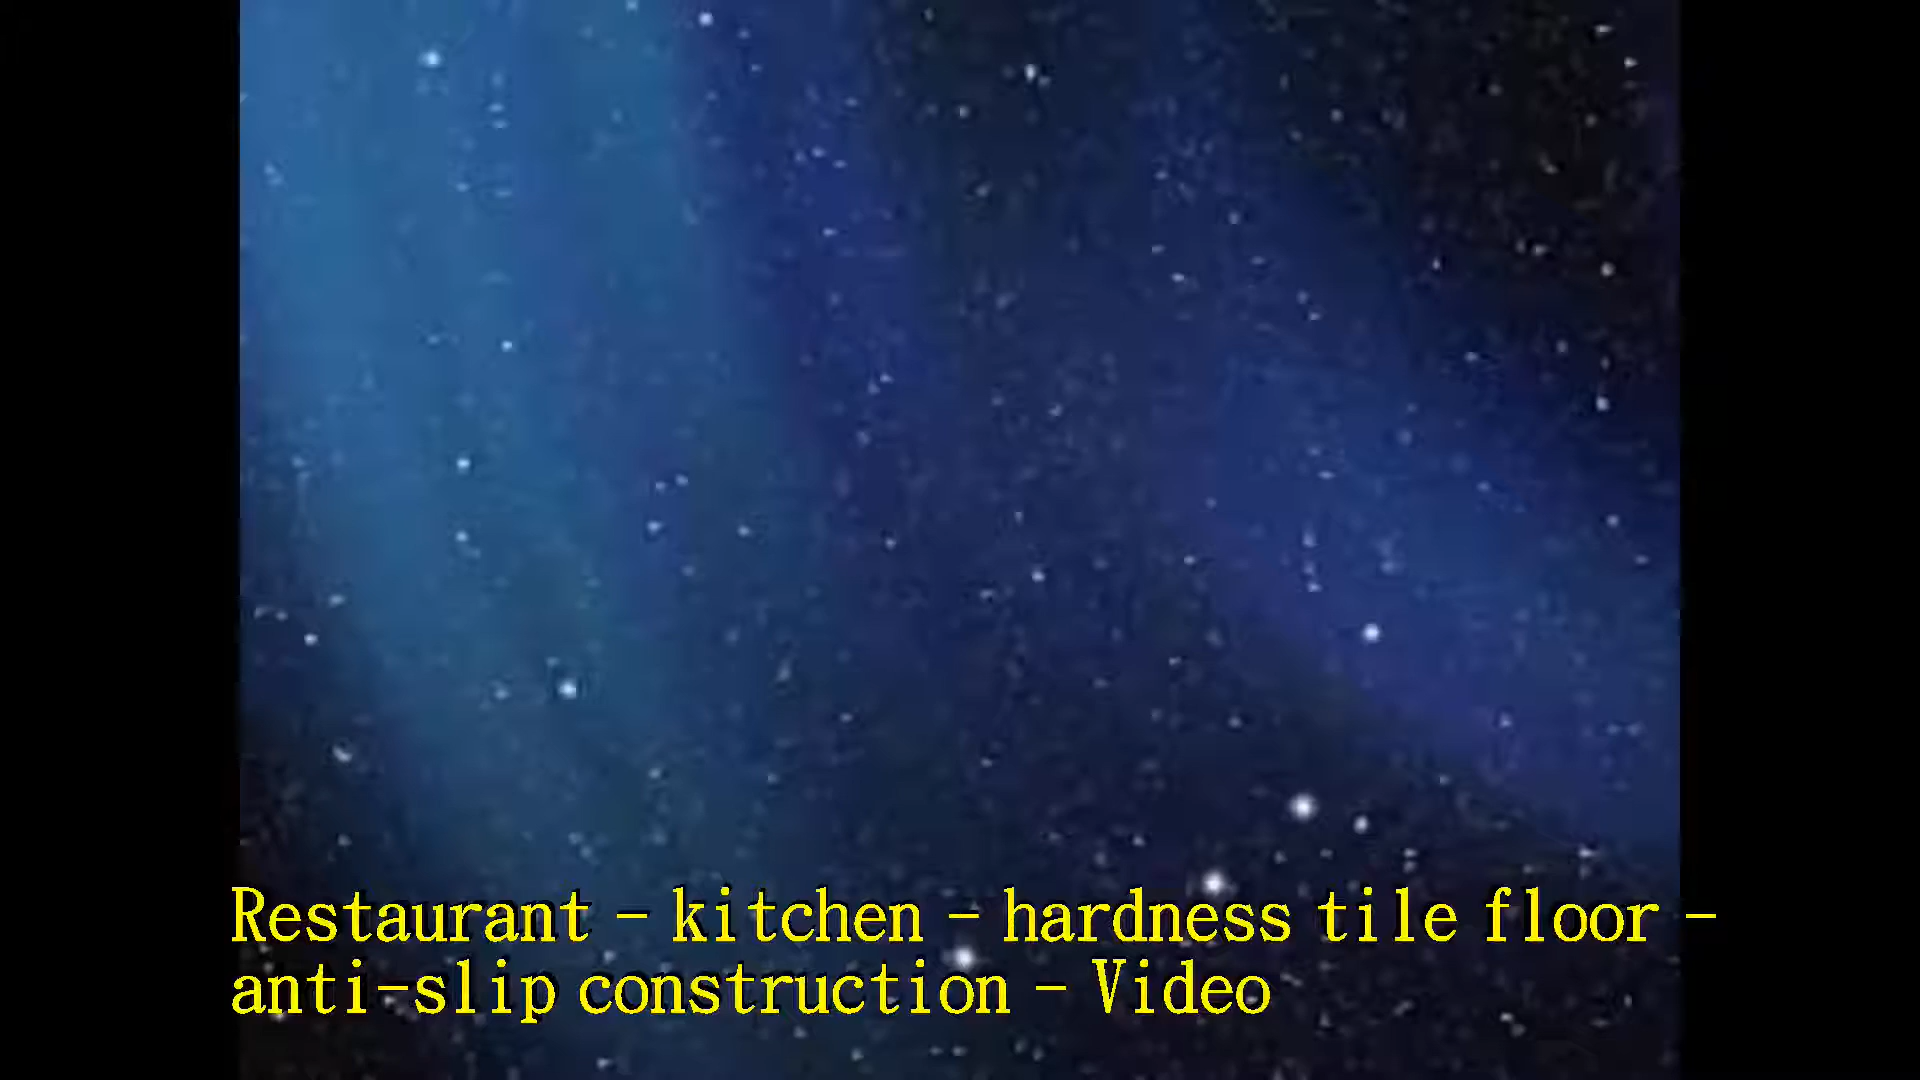 Restaurant - kitchen - hardness tile floor -
anti-slip construction - Video